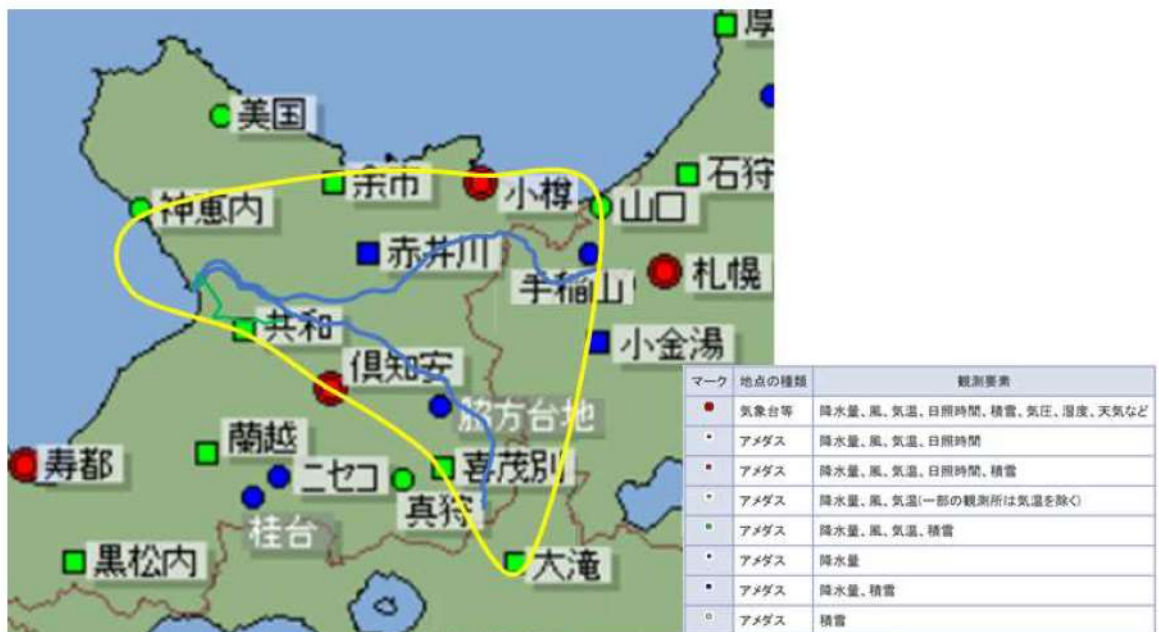 厚
美国
余市
小樽
石狩
神恵内
山口
赤井川
手稲山
札幌
共和
小金湯
倶知安
脇方台地
蘭越
寿都
ニセコ
喜茂別
真狩
桂台
黒松内
大滝
マーク 地点の種類 観測要素
気象台等 降水量、風、気温、日照時間、積雪、気圧、湿度、天気など
アメダス 降水量、風、気温、日照時間
アメダス 降水量、風、気温、日照時間、積雪
アメダス 降水量、風、気温(一部の観測所は気温を除く)
アメダス 降水量、風、気温、積雪
アメダス 降水量
アメダス 降水量、積雪
アメダス 積雪